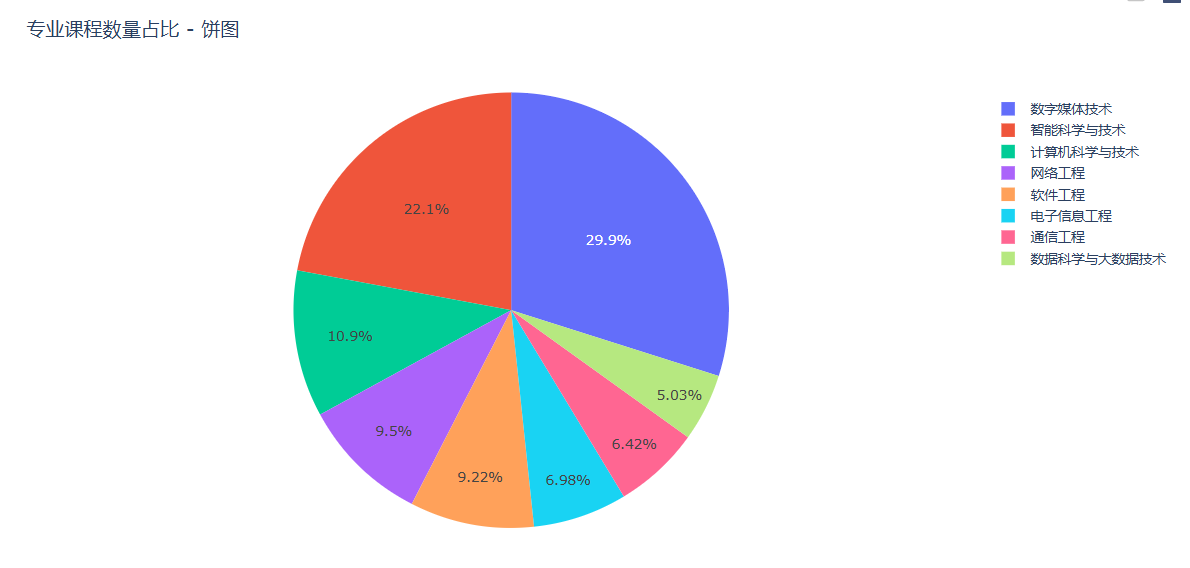 专业课程数量占比 - 饼图
数字媒体技术
智能科学与技术
计算机科学与技术
网络工程
软件工程
电子信息工程
通信工程
数据科学与大数据技术
22.1%
29.9%
10.9%
5.03%
9.5%
6.42%
9.22%
6.98%